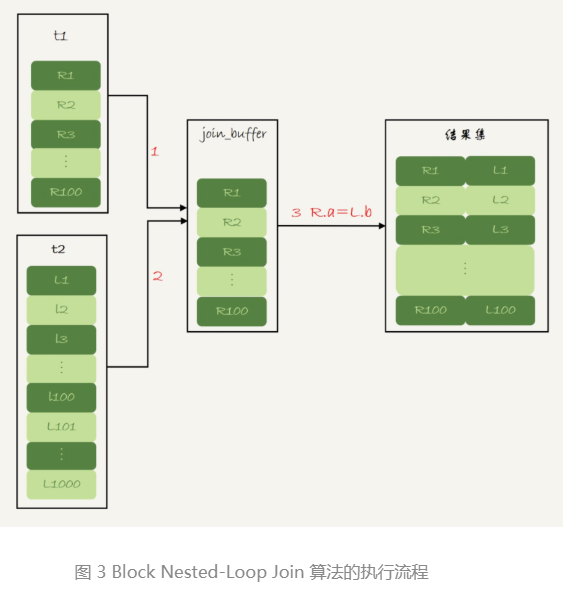 t1
R1
R2
R3
⋮
R100
1
t2
L1
L2
L3
⋮
L100
L101
⋮
L1000
2
join_buffer
R1
R2
R3
⋮
R100
3 R.a=L.b
结果集
R1 L1
R2 L2
R3 L3
⋮
R100 L100
图 3 Block Nested-Loop Join 算法的执行流程